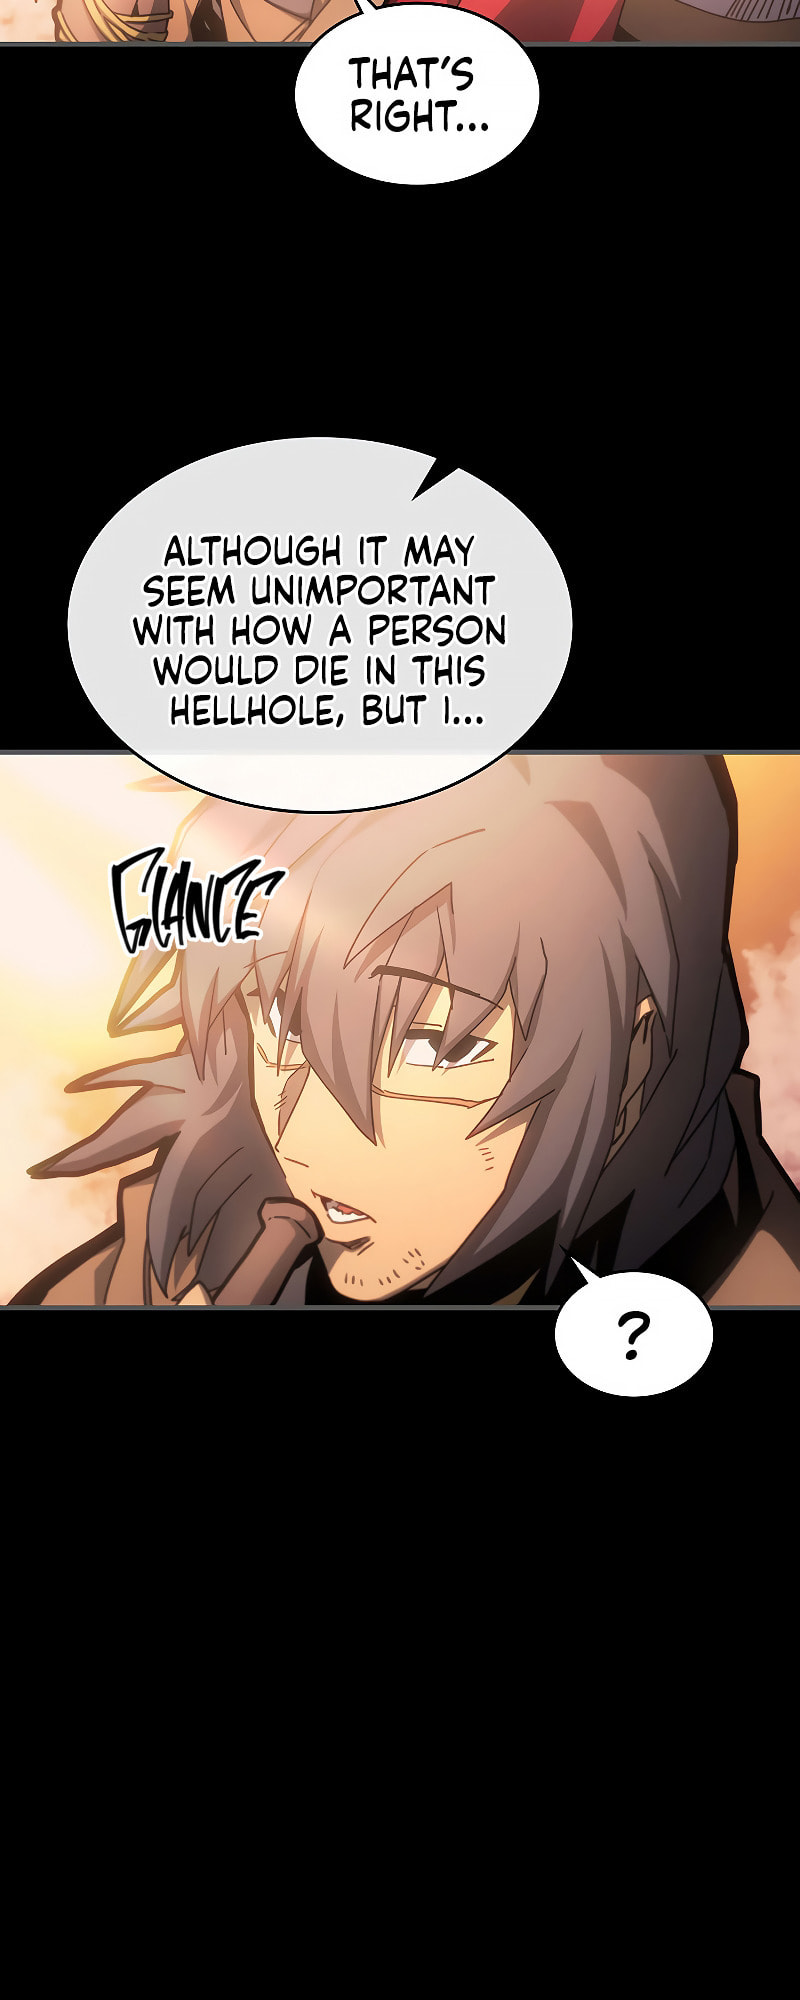 THAT'S
RIGHT...
ALTHOUGH IT MAY
SEEM UNIMPORTANT
WITH HOW A PERSON
WOULD DIE IN THIS
HELLHOLE, BUT I...
GLANCE
?